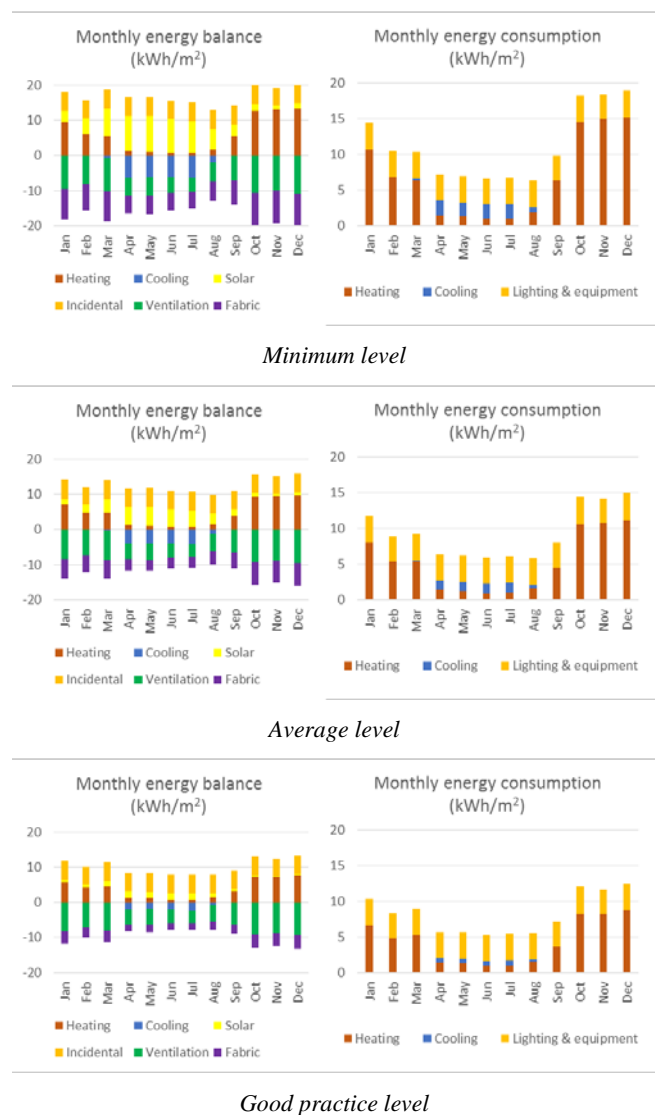 Monthly energy balance
(kWh/m²)
20
10
0
-10
-20
Jan Feb Mar Apr May Jun Jul Aug Sep Oct Nov Dec
Heating Cooling Solar
Incidental Ventilation Fabric
Monthly energy consumption
(kWh/m²)
20
15
10
5
0
Jan Feb Mar Apr May Jun Jul Aug Sep Oct Nov Dec
Heating Cooling Lighting & equipment
Minimum level
Monthly energy balance
(kWh/m²)
20
10
0
-10
-20
Jan Feb Mar Apr May Jun Jul Aug Sep Oct Nov Dec
Heating Cooling Solar
Incidental Ventilation Fabric
Monthly energy consumption
(kWh/m²)
20
15
10
5
0
Jan Feb Mar Apr May Jun Jul Aug Sep Oct Nov Dec
Heating Cooling Lighting & equipment
Average level
Monthly energy balance
(kWh/m²)
20
10
0
-10
-20
Jan Feb Mar Apr May Jun Jul Aug Sep Oct Nov Dec
Heating Cooling Solar
Incidental Ventilation Fabric
Monthly energy consumption
(kWh/m²)
20
15
10
5
0
Jan Feb Mar Apr May Jun Jul Aug Sep Oct Nov Dec
Heating Cooling Lighting & equipment
Good practice level